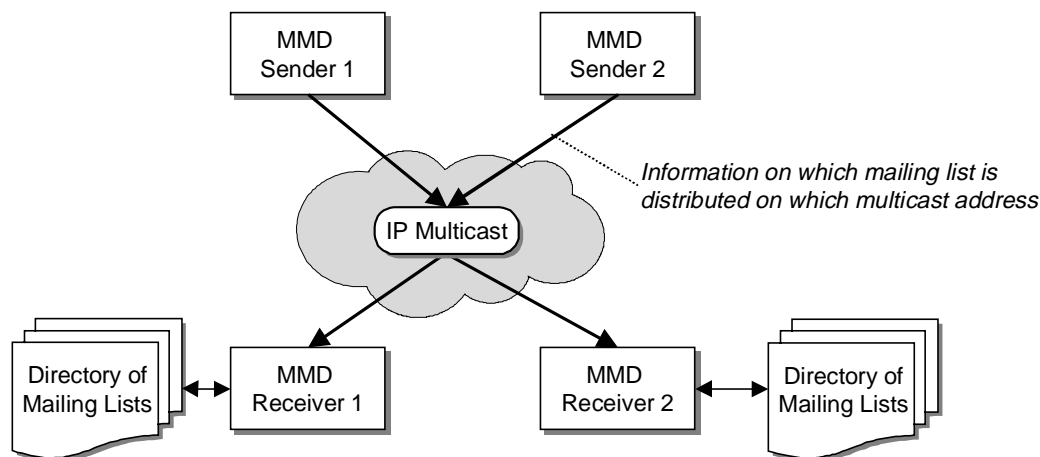 MMD
Sender 1
MMD
Sender 2
Information on which mailing list is
distributed on which multicast address
IP Multicast
Directory of
Mailing Lists
MMD
Receiver 1
MMD
Receiver 2
Directory of
Mailing Lists